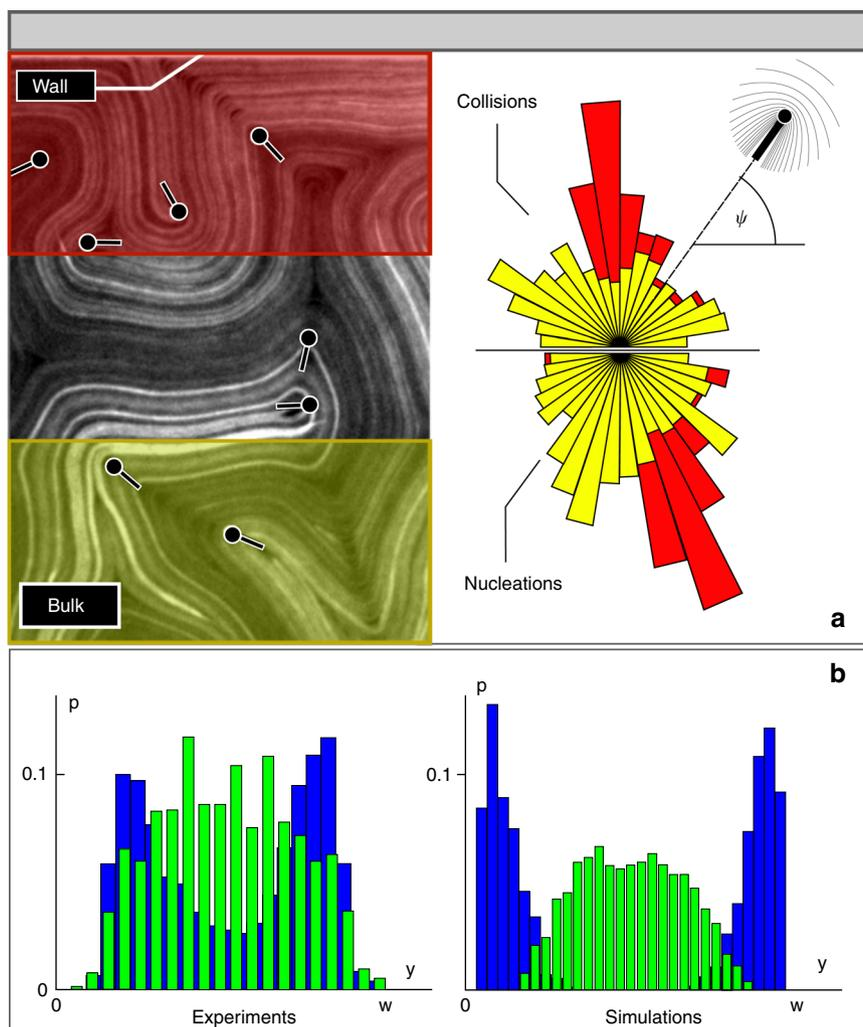 Wall
Collisions
ψ
Bulk
Nucleations
a
b
p
0.1
0
0
y
w
Experiments
p
0.1
0
y
w
Simulations